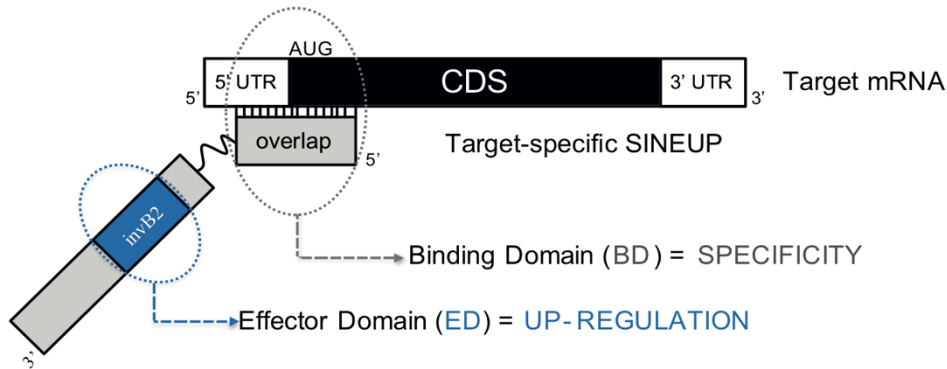 AUG
5’ 5’ UTR CDS 3’ UTR 3’ Target mRNA
overlap 5’ Target-specific SINEUP
invB2
Binding Domain (BD) = SPECIFICITY
Effector Domain (ED) = UP-REGULATION
3’